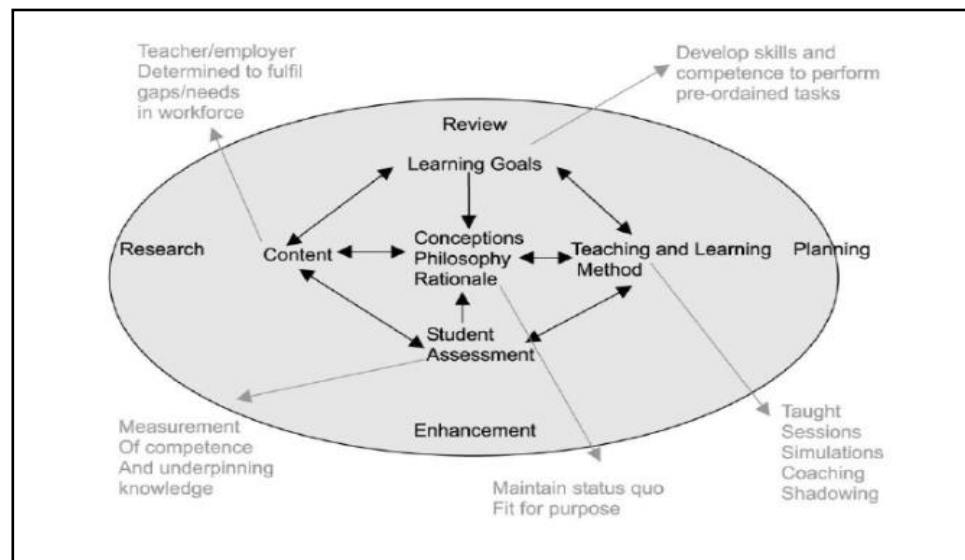 Teacher/employer
Determined to fulfil
gaps/needs
in workforce
Develop skills and
competence to perform
pre-ordained tasks
Review
Learning Goals
Research
Content
Conceptions
Philosophy
Rationale
Teaching and Learning
Method
Planning
Student
Assessment
Enhancement
Measurement
Of competence
And underpinning
knowledge
Maintain status quo
Fit for purpose
Taught
Sessions
Simulations
Coaching
Shadowing